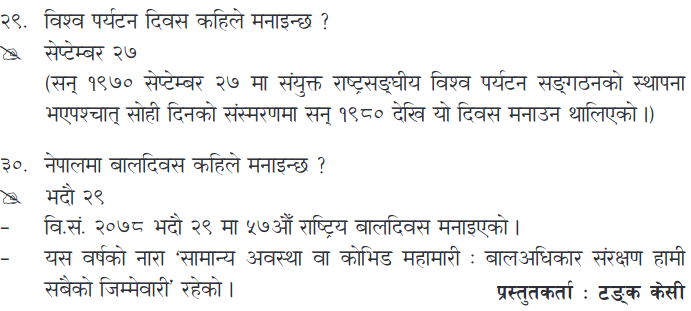 २९. विश्व पर्यटन दिवस कहिले मनाइन्छ ?
सेप्टेम्बर २७
(सन् १९७० सेप्टेम्बर २७ मा संयुक्त राष्ट्रसङ्घीय विश्व पर्यटन सङ्गठनको स्थापना
भएपश्चात् सोही दिनको संस्मरणमा सन् १९८० देखि यो दिवस मनाउन थालिएको ।)
३०. नेपालमा बालदिवस कहिले मनाइन्छ ?
भदौ २९
- वि.सं. २०७८ भदौ २९ मा ५७औँ राष्ट्रिय बालदिवस मनाइएको ।
- यस वर्षको नारा ‘सामान्य अवस्था वा कोभिड महामारी : बालअधिकार संरक्षण हामी
सबैको जिम्मेवारी’ रहेको ।
प्रस्तुतकर्ता : टङ्क केसी